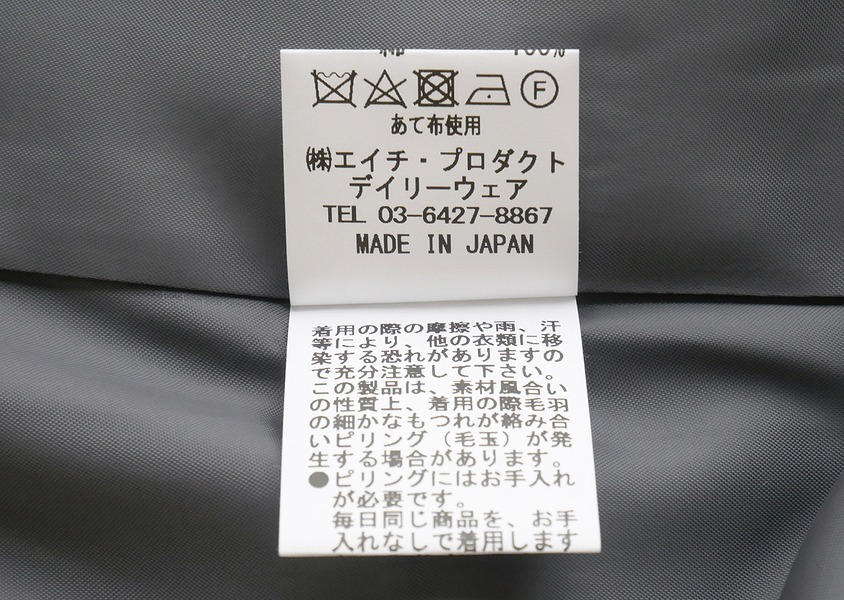 綿 100%
F
あて布使用
㈱エイチ・プロダクト
デイリーウェア
TEL 03-6427-8867
MADE IN JAPAN
着用の際の摩擦や雨、汗
等により、他の衣類に移
染する恐れがありますの
で充分注意して下さい。
この製品は、素材風合い
の性質上、着用の際毛羽
の細かなもつれが絡み合
いピリング（毛玉）が発
生する場合があります。
●ピリングにはお手入れ
が必要です。
毎日同じ商品を、お手
入れなしで着用します